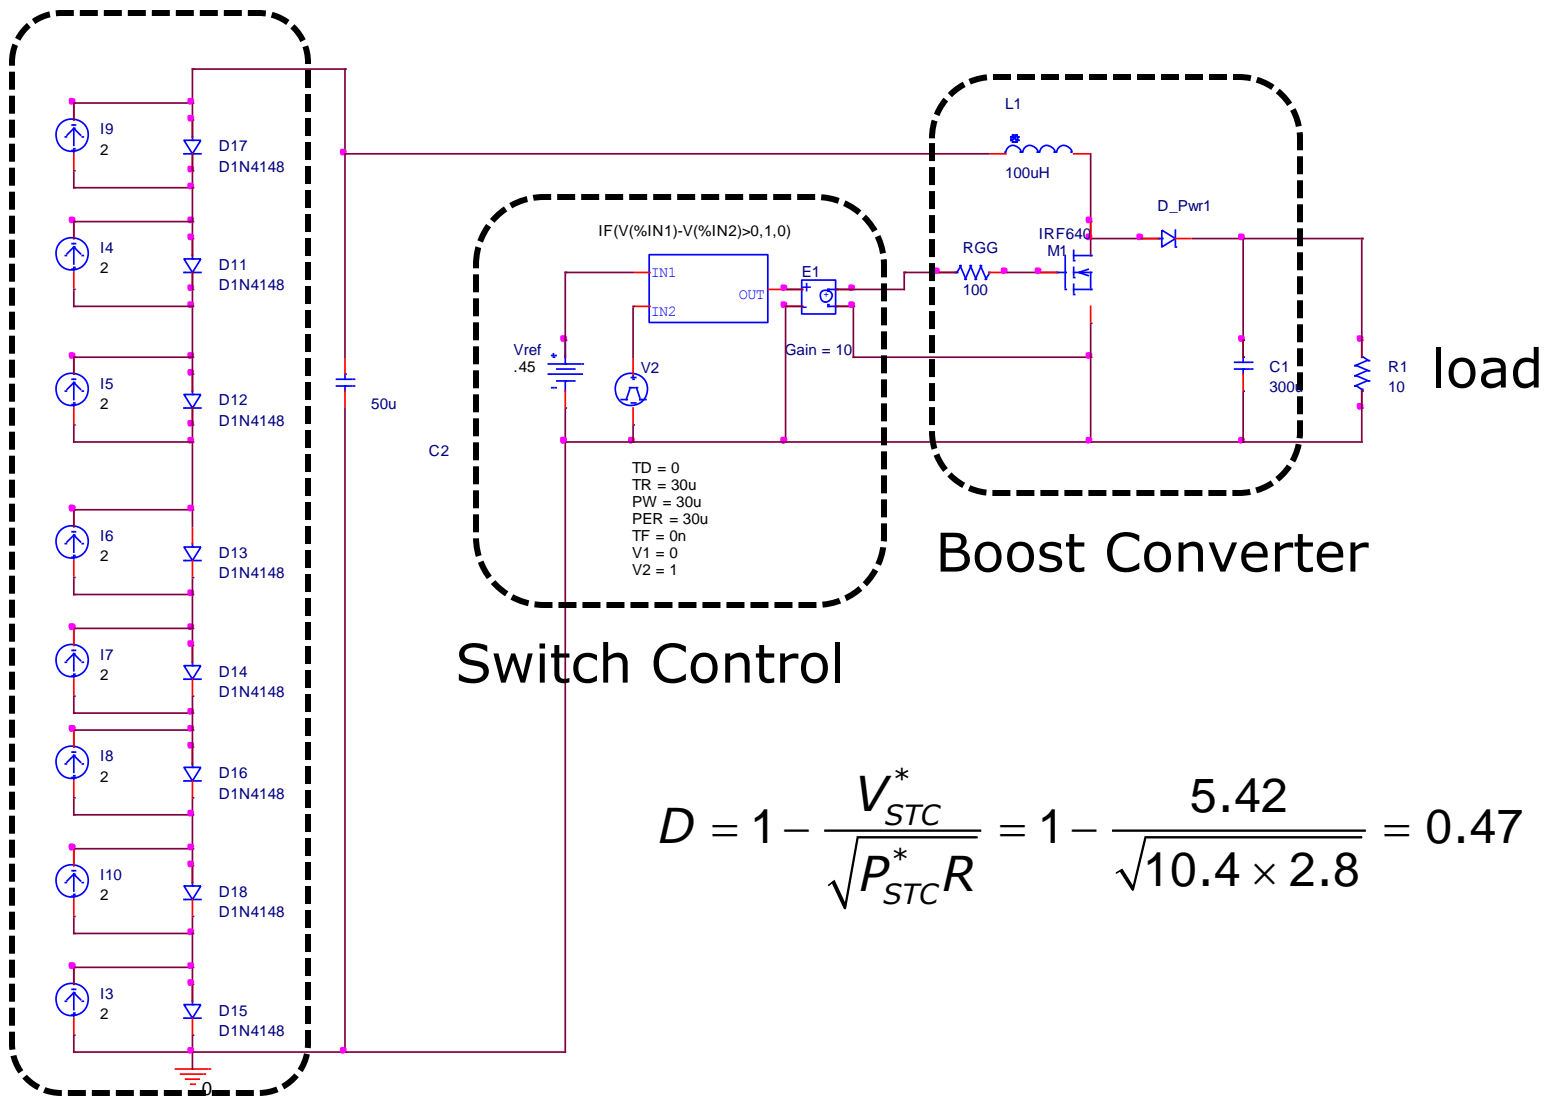 I9
2
D17
D1N4148
I4
2
D11
D1N4148
I5
2
D12
D1N4148
I6
2
D13
D1N4148
I7
2
D14
D1N4148
I8
2
D16
D1N4148
I10
2
D18
D1N4148
I3
2
D15
D1N4148
0
50u
C2
IF(V(%IN1)-V(%IN2)>0,1,0)
IN1
IN2
OUT
E1
Gain = 10
Vref
.45
V2
TD = 0
TR = 30u
PW = 30u
PER = 30u
TF = 0n
V1 = 0
V2 = 1
Switch Control
L1
100uH
D_Pwr1
IRF640
M1
RGG
100
C1
300u
R1
10
load
Boost Converter
D = 1 − V*STC / √(P*STC R) = 1 − 5.42 / √(10.4 × 2.8) = 0.47